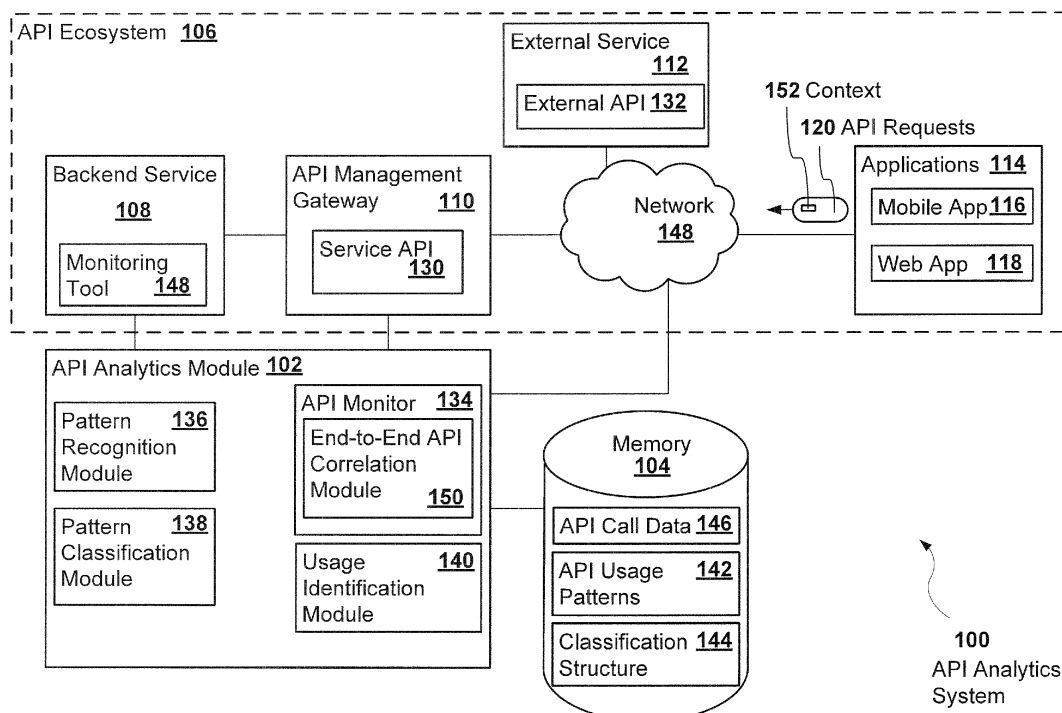 API Ecosystem 106
External Service
112
External API 132
152 Context
120 API Requests
Backend Service
108
Monitoring
Tool 148
API Management
Gateway 110
Service API
130
Network
148
Applications 114
Mobile App 116
Web App 118
API Analytics Module 102
Pattern 136
Recognition
Module
Pattern 138
Classification
Module
API Monitor 134
End-to-End API
Correlation
Module
150
Usage 140
Identification
Module
Memory
104
API Call Data 146
API Usage 142
Patterns
Classification 144
Structure
100
API Analytics
System